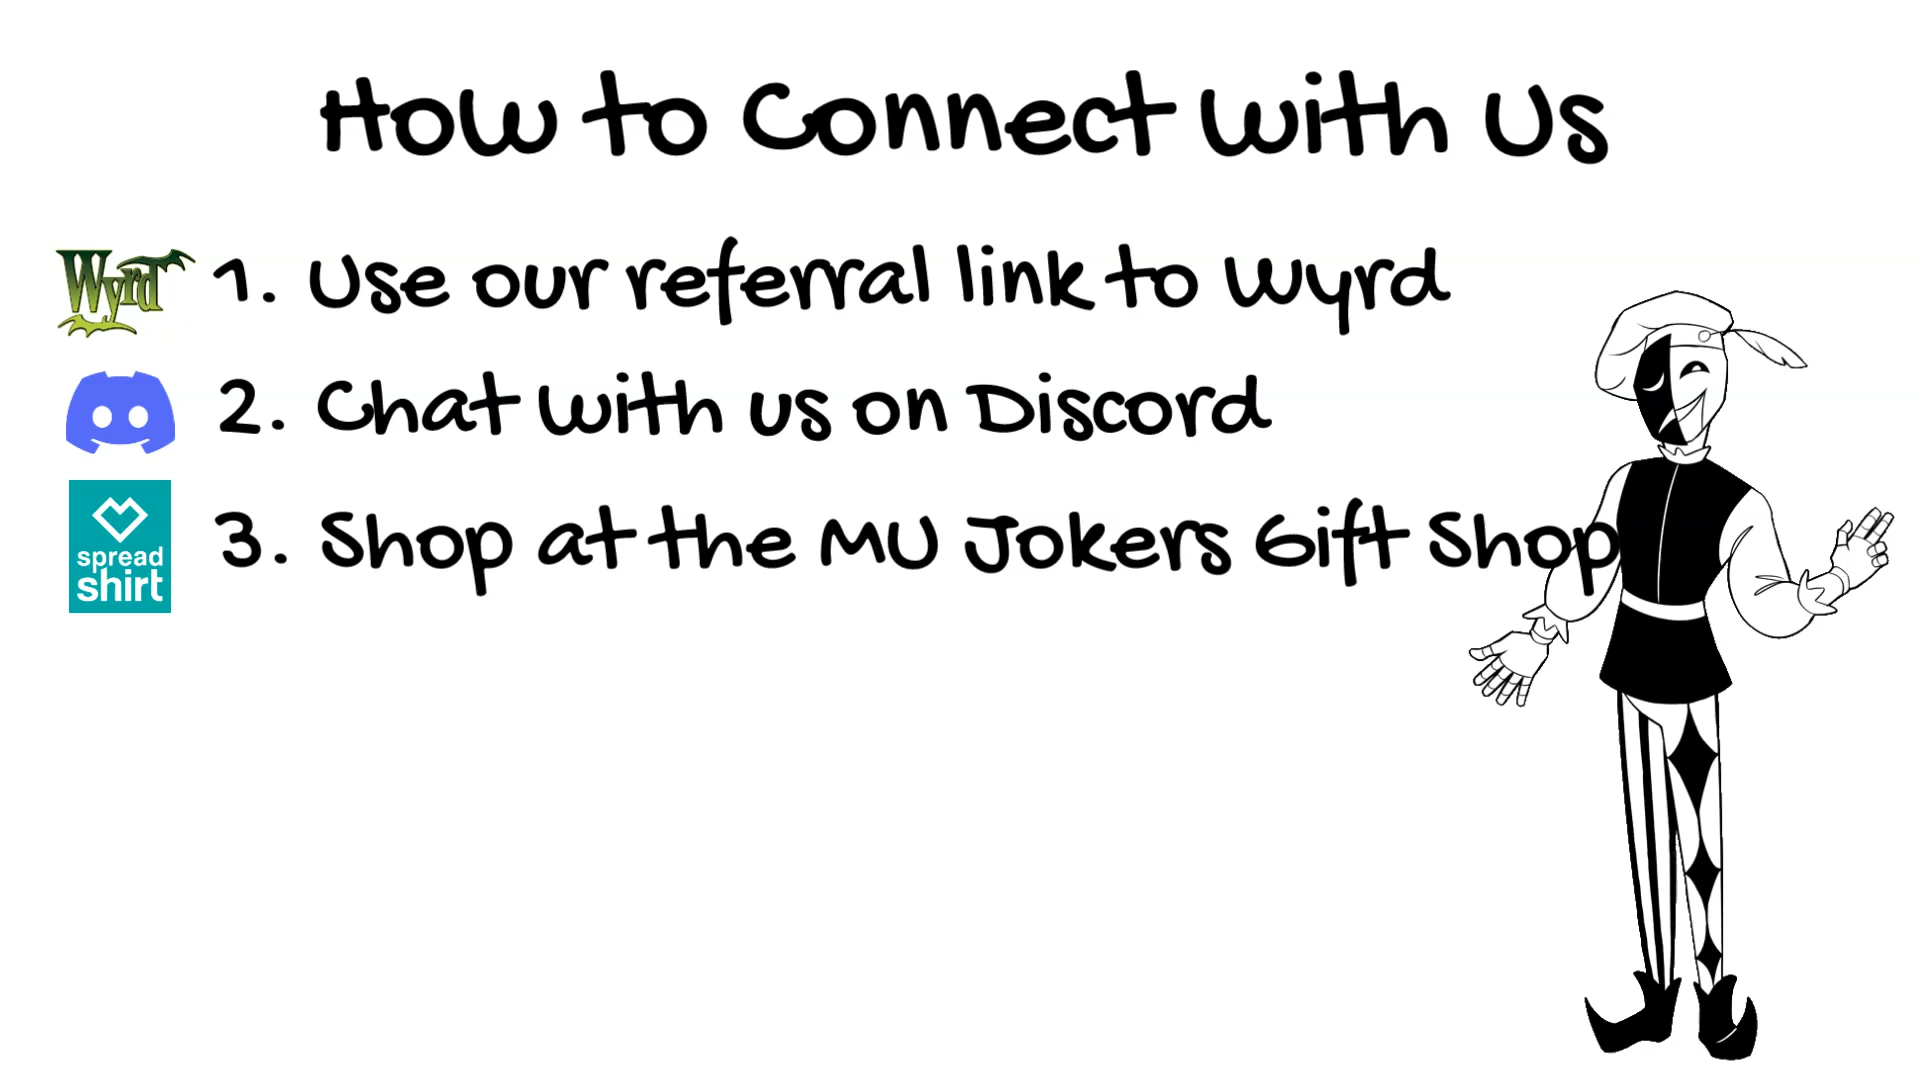 How to Connect with Us
Wyrd 1. Use our referral link to Wyrd
2. Chat with us on Discord
spread
shirt
3. Shop at the MU Jokers Gift Shop